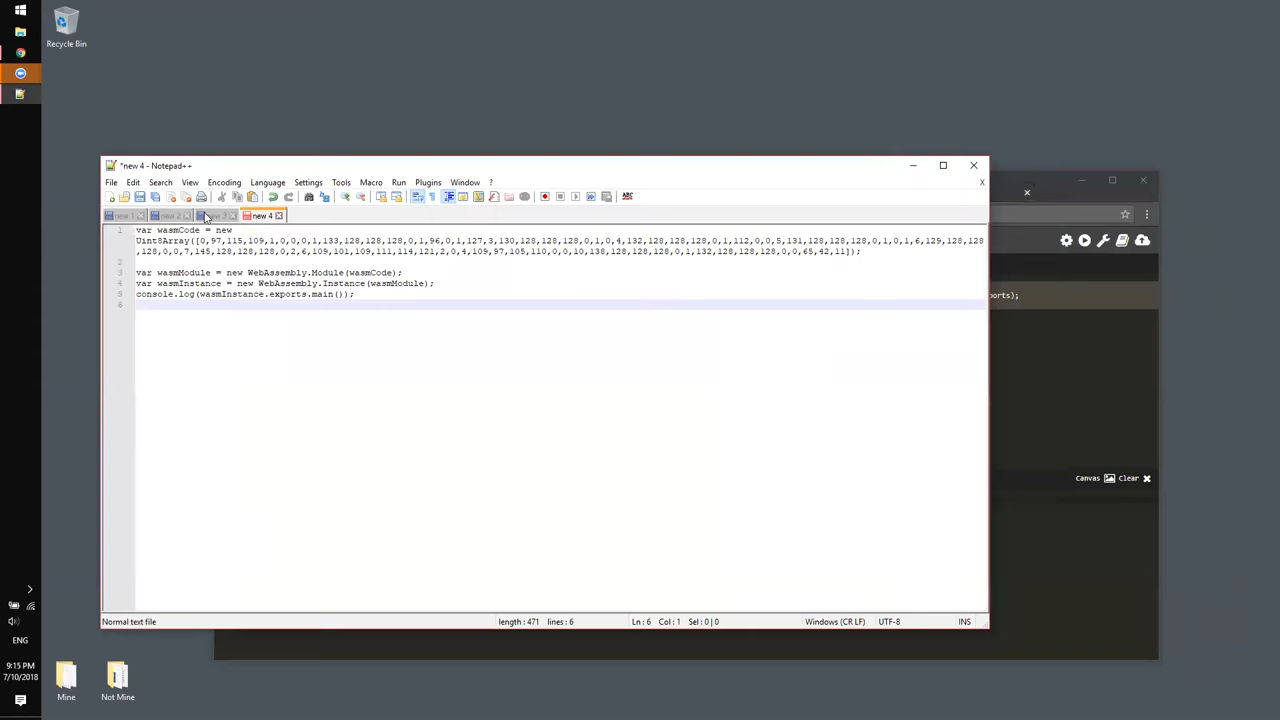 Recycle Bin
*new 4 - Notepad++
File Edit Search View Encoding Language Settings Tools Macro Run Plugins Window ? X
ABC
new 1 new 2 new 3 new 4
1 var wasmCode = new
Uint8Array([0,97,115,109,1,0,0,0,1,133,128,128,128,0,1,96,0,1,127,3,130,128,128,128,0,1,0,4,132,128,128,128,0,1,112,0,0,5,131,128,128,128,0,1,0,1,6,129,128,128
,128,0,0,7,145,128,128,128,0,2,6,109,101,109,111,114,121,2,0,4,109,97,105,110,0,0,10,138,128,128,128,0,1,132,128,128,128,0,0,65,42,11]);
2
3 var wasmModule = new WebAssembly.Module(wasmCode);
4 var wasmInstance = new WebAssembly.Instance(wasmModule);
5 console.log(wasmInstance.exports.main());
6
orts);
Canvas Clear
Normal text file length : 471 lines : 6 Ln : 6 Col : 1 Sel : 0 | 0 Windows (CR LF) UTF-8 INS
ENG
9:15 PM
7/10/2018
Mine Not Mine